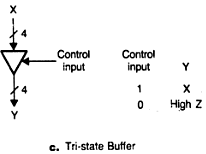 X
4
Control input
4
Y
Control input Y
1 X
0 High Z
c. Tri-state Buffer